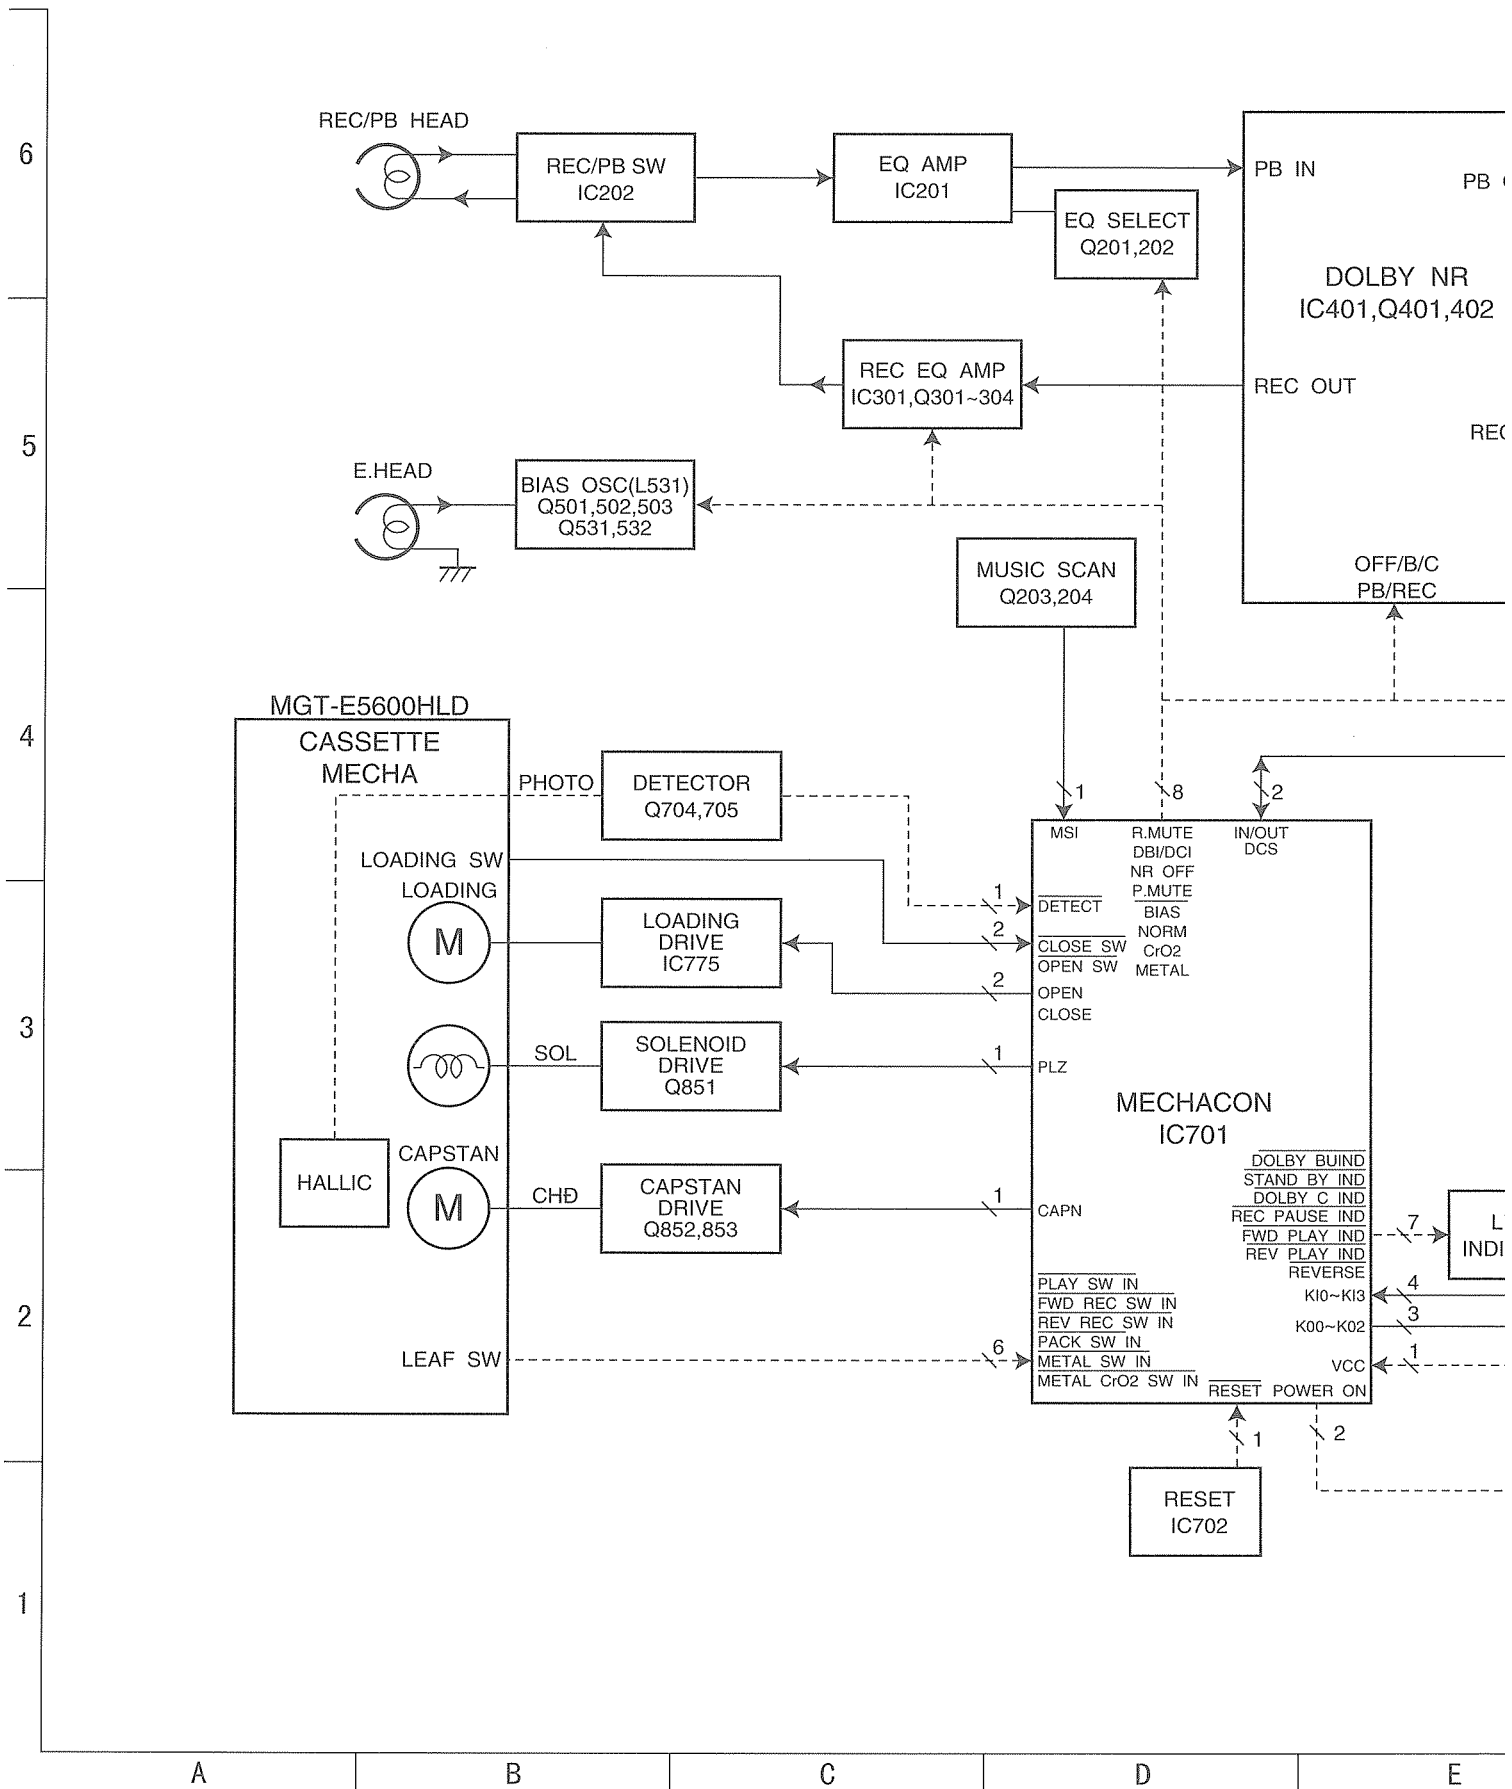 6
REC/PB HEAD
REC/PB SW
IC202
EQ AMP
IC201
PB IN
PB
EQ SELECT
Q201,202
DOLBY NR
IC401,Q401,402
REC EQ AMP
IC301,Q301~304
REC OUT
5
E.HEAD
BIAS OSC(L531)
Q501,502,503
Q531,532
MUSIC SCAN
Q203,204
OFF/B/C
PB/REC
4
MGT-E5600HLD
CASSETTE
MECHA
PHOTO
DETECTOR
Q704,705
1
8
2
MSI
R.MUTE
DBI/DCI
NR OFF
P.MUTE
BIAS
NORM
CrO2
METAL
IN/OUT
DCS
LOADING SW
LOADING
M
LOADING
DRIVE
IC775
1
DETECT
2
CLOSE SW
OPEN SW
2
OPEN
CLOSE
3
SOL
SOLENOID
DRIVE
Q851
1
PLZ
MECHACON
IC701
HALLIC
CAPSTAN
M
CHĐ
CAPSTAN
DRIVE
Q852,853
1
CAPN
DOLBY BUIND
STAND BY IND
DOLBY C IND
REC PAUSE IND
FWD PLAY IND
REV PLAY IND
REVERSE
7
INDI
2
PLAY SW IN
FWD REC SW IN
REV REC SW IN
PACK SW IN
METAL SW IN
METAL CrO2 SW IN
KI0~KI3
4
K00~K02
3
VCC
1
LEAF SW
6
RESET POWER ON
1
2
RESET
IC702
1
A B C D E